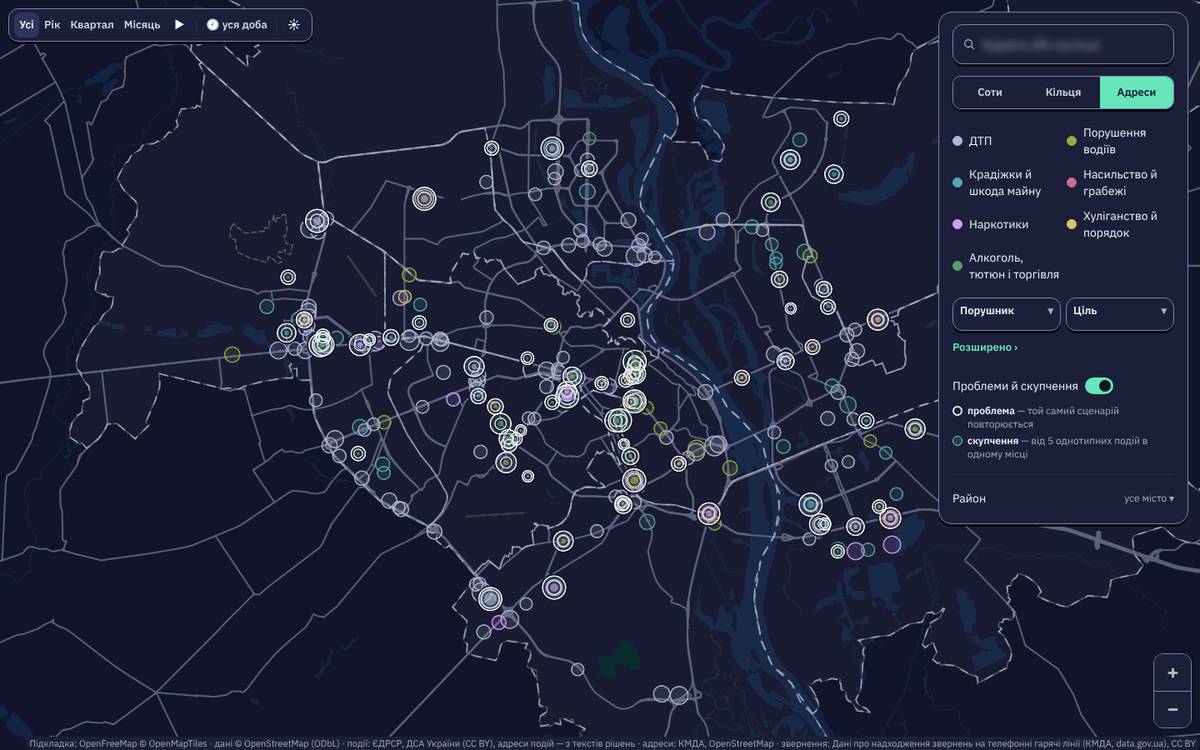 Усі Рік Квартал Місяць ▶ 🕘 уся доба ☀
Соти Кільця Адреси
ДТП
Порушення
водіїв
Крадіжки й
шкода майну
Насильство й
грабежі
Наркотики
Хуліганство й
порядок
Алкоголь,
тютюн і торгівля
Порушник ▾ Ціль ▾
Розширено ›
Проблеми й скупчення
проблема — той самий сценарій
повторюється
скупчення — від 5 однотипних подій в
одному місці
Район усе місто ▾
+
−
Підкладка: OpenFreeMap © OpenMapTiles · дані © OpenStreetMap (ODbL) · події: ЄДРСР, ДСА України (CC BY), адреси подій — з текстів рішень · адреси: КМДА, OpenStreetMap · звернення: Дані про надходження звернень на телефонні гарячі лінії (КМДА, data.gov.ua), CC BY